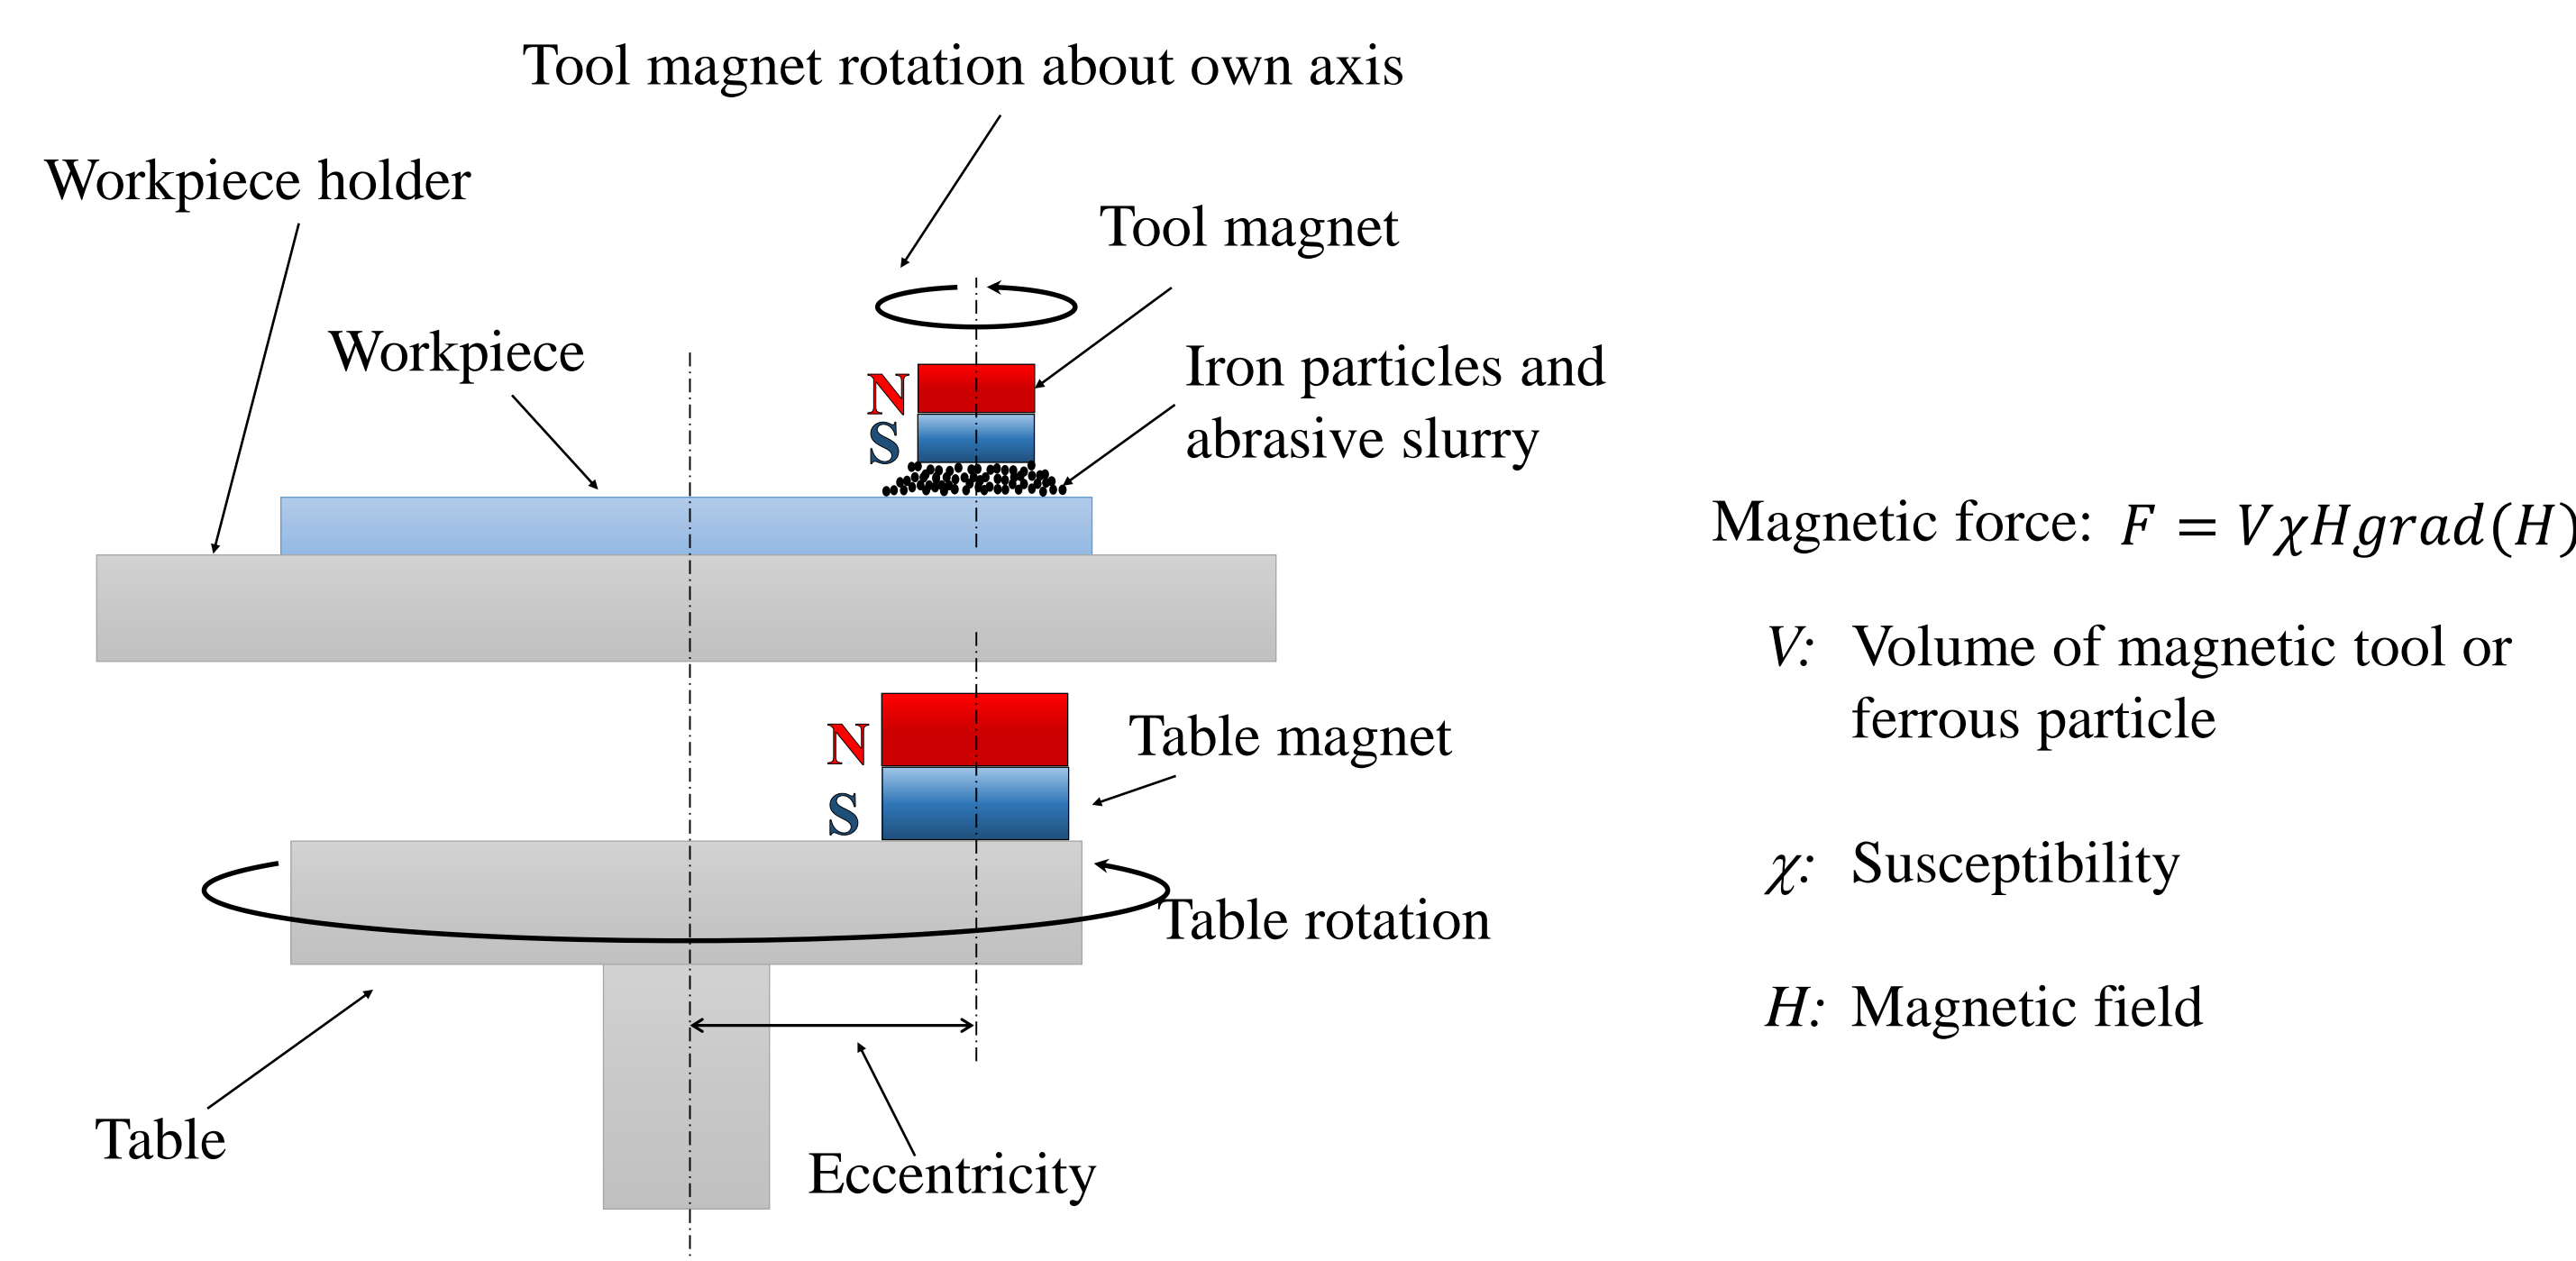 Tool magnet rotation about own axis
Workpiece holder
Tool magnet
Workpiece
Iron particles and
abrasive slurry
N
S
Magnetic force: F = VχHgrad(H)
V: Volume of magnetic tool or
ferrous particle
N
S
Table magnet
χ: Susceptibility
Table rotation
H: Magnetic field
Table
Eccentricity